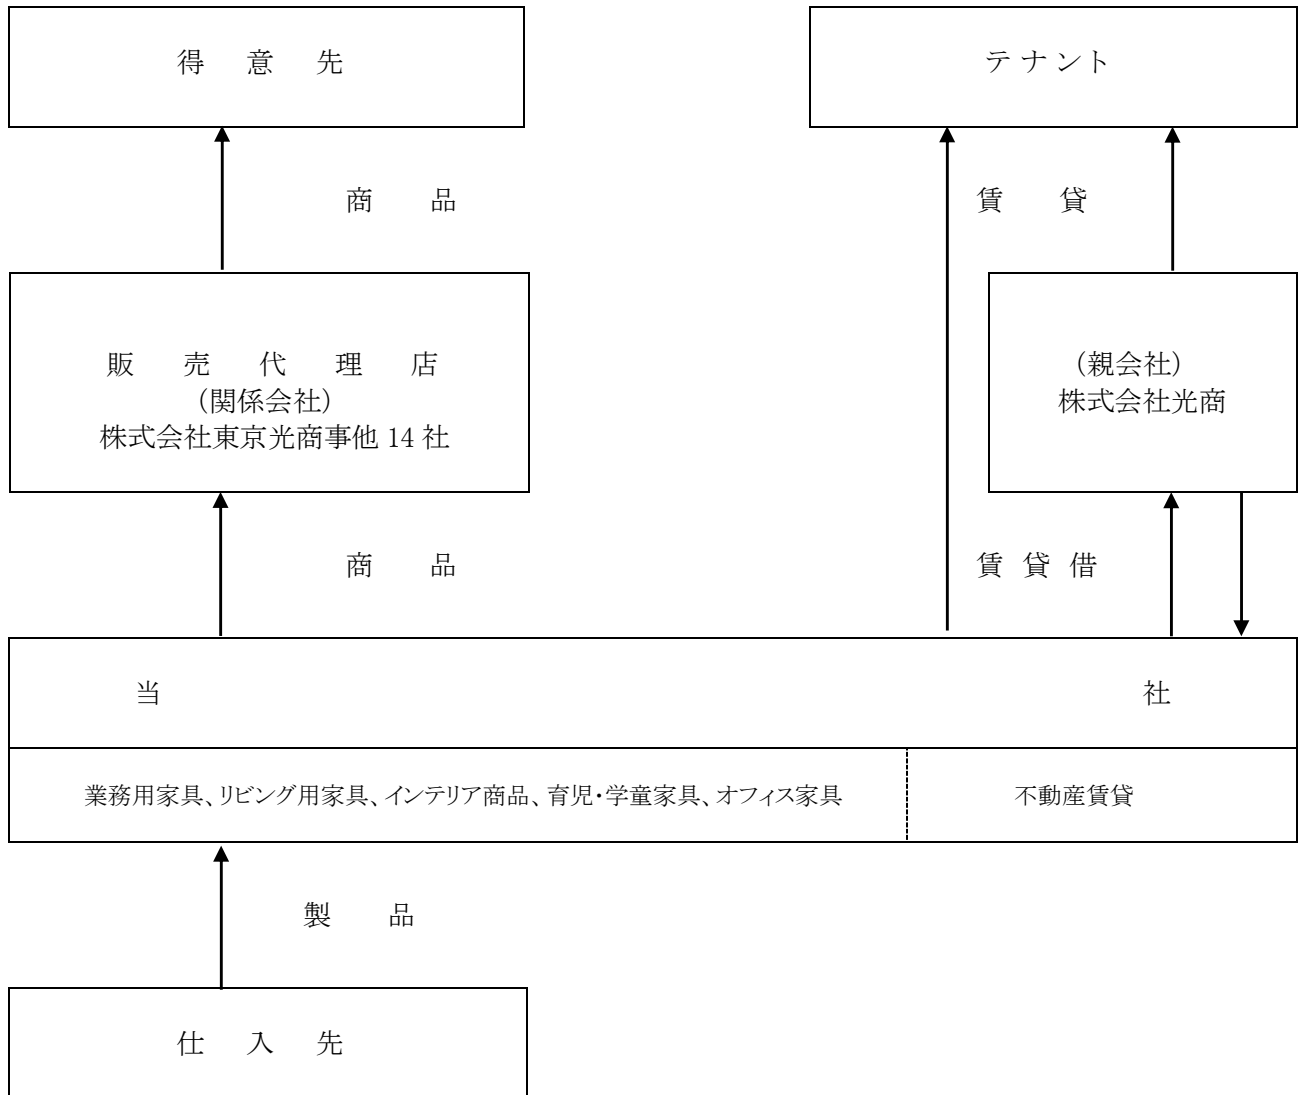 得 意 先
テナント
商 品
賃 貸
販 売 代 理 店
(関係会社)
株式会社東京光商事他 14 社
(親会社)
株式会社光商
商 品
賃 貸 借
当 社
業務用家具、リビング用家具、インテリア商品、育児・学童家具、オフィス家具
不動産賃貸
製 品
仕 入 先